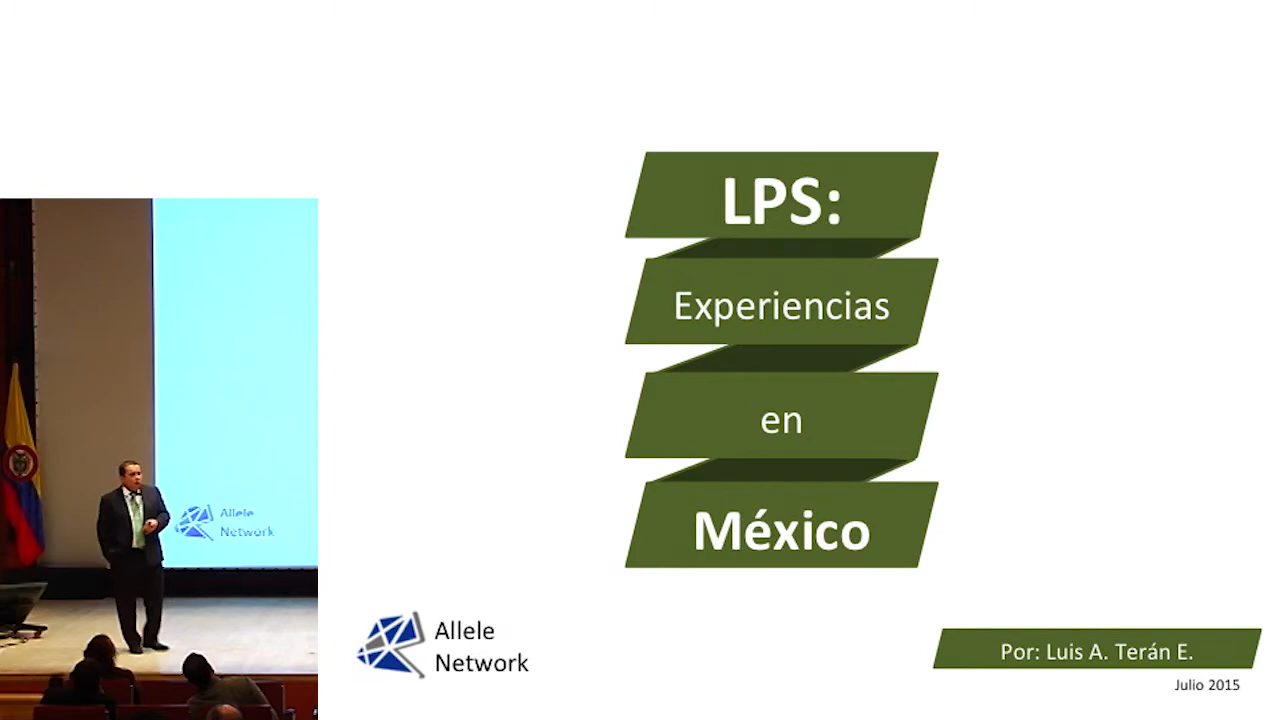 LPS:
Experiencias
en
México
Allele
Network
Allele
Network
Por: Luis A. Terán E.
Julio 2015